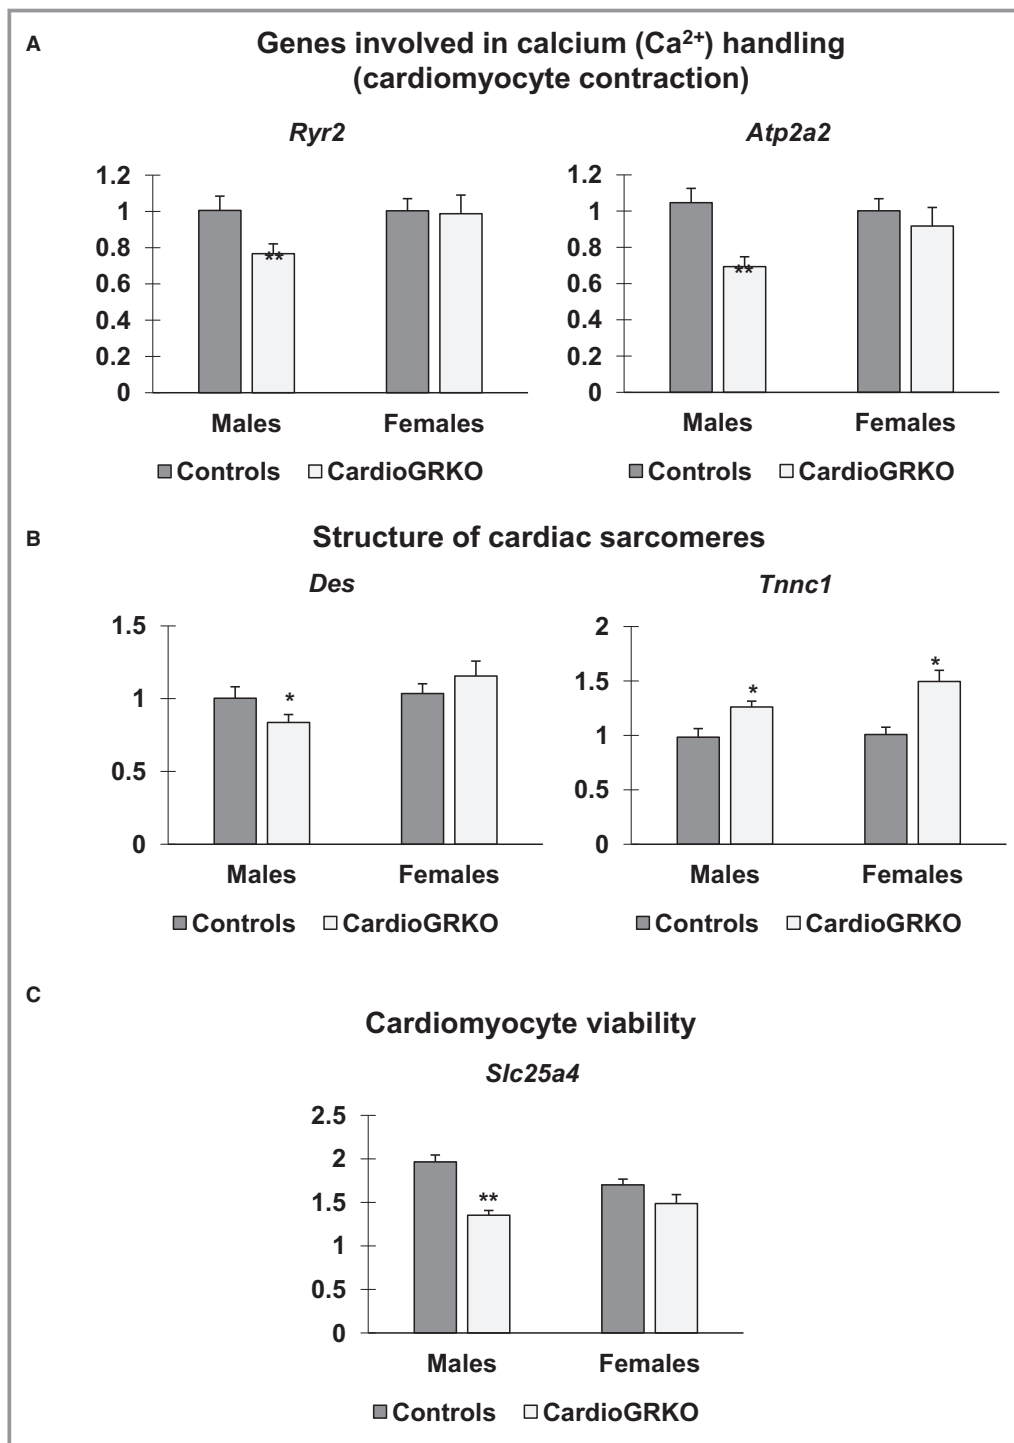 A
Genes involved in calcium (Ca²⁺) handling
(cardiomyocyte contraction)
Ryr2
1.2
1
0.8
0.6
0.4
0.2
0
**
Males Females
Controls CardioGRKO
Atp2a2
1.2
1
0.8
0.6
0.4
0.2
0
**
Males Females
Controls CardioGRKO
B
Structure of cardiac sarcomeres
Des
1.5
1
0.5
0
*
Males Females
Controls CardioGRKO
Tnnc1
2
1.5
1
0.5
0
* *
Males Females
Controls CardioGRKO
C
Cardiomyocyte viability
Slc25a4
2.5
2
1.5
1
0.5
0
**
Males Females
Controls CardioGRKO